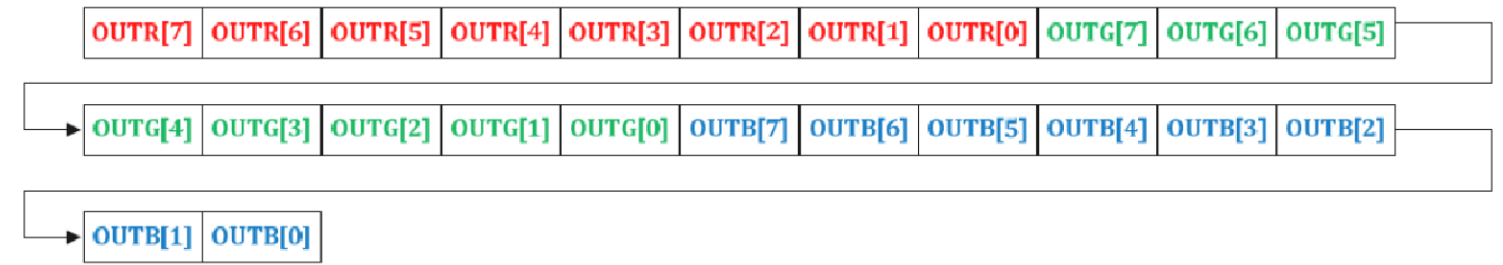 OUTR[7] OUTR[6] OUTR[5] OUTR[4] OUTR[3] OUTR[2] OUTR[1] OUTR[0] OUTG[7] OUTG[6] OUTG[5]
OUTG[4] OUTG[3] OUTG[2] OUTG[1] OUTG[0] OUTB[7] OUTB[6] OUTB[5] OUTB[4] OUTB[3] OUTB[2]
OUTB[1] OUTB[0]